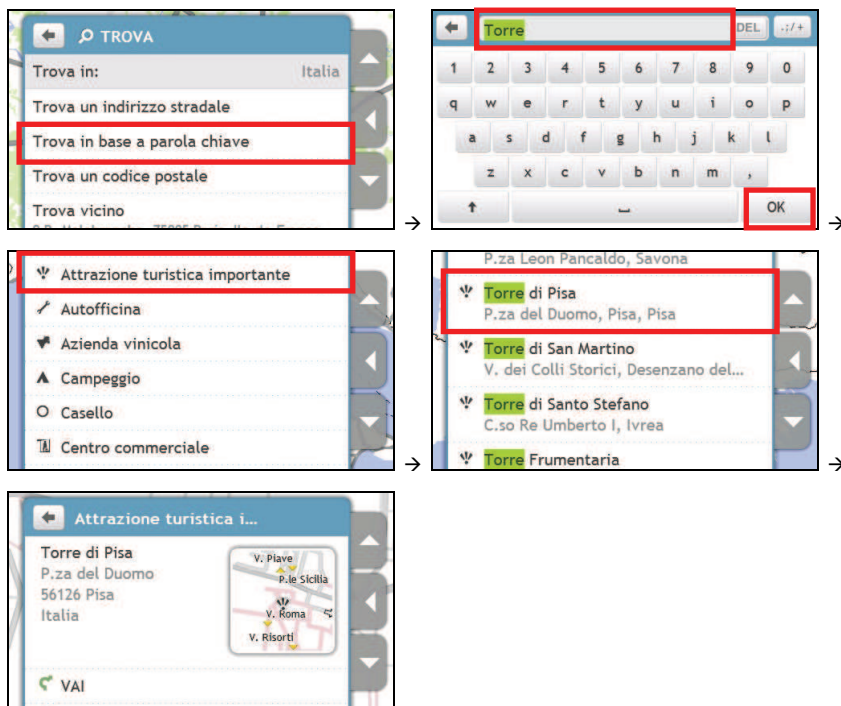 TROVA
Trova in: Italia
Trova un indirizzo stradale
Trova in base a parola chiave
Trova un codice postale
Trova vicino
→
Torre DEL .:/+
1 2 3 4 5 6 7 8 9 0
q w e r t y u i o p
a s d f g h j k l
z x c v b n m ,
OK
→
Attrazione turistica importante
Autofficina
Azienda vinicola
Campeggio
Casello
Centro commerciale
→
P.za Leon Pancaldo, Savona
Torre di Pisa
P.za del Duomo, Pisa, Pisa
Torre di San Martino
V. dei Colli Storici, Desenzano del...
Torre di Santo Stefano
C.so Re Umberto I, Ivrea
Torre Frumentaria
→
Attrazione turistica i...
Torre di Pisa
P.za del Duomo
56126 Pisa
Italia
V. Piave
P.le Sicilia
V. Roma
V. Risorti
VAI